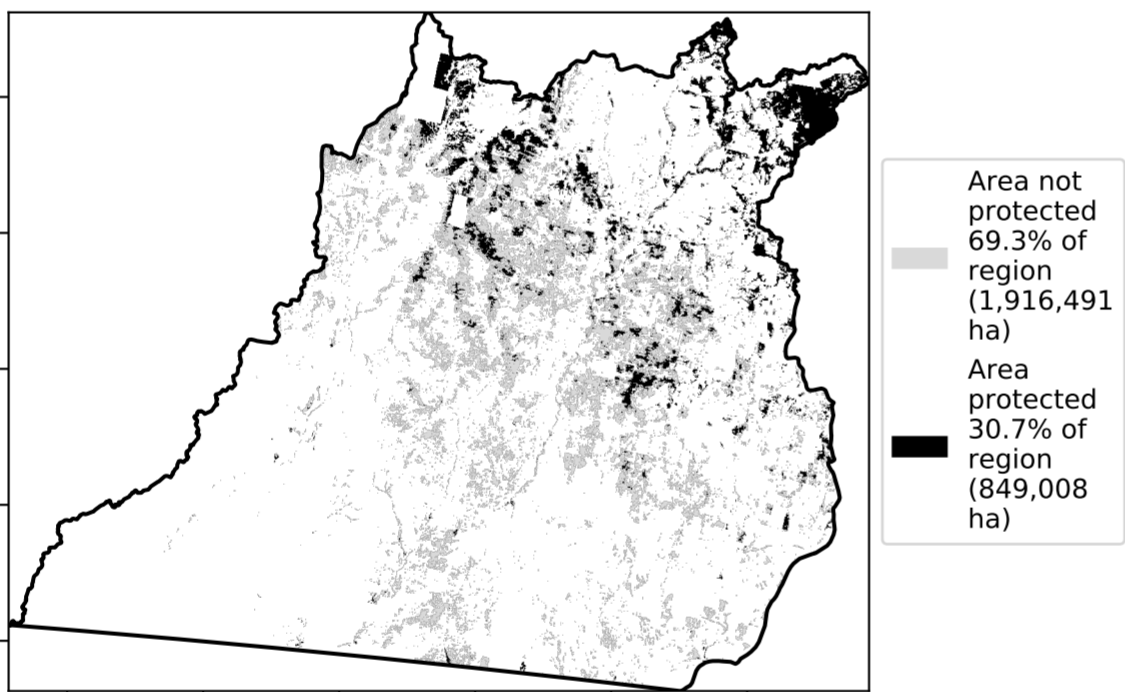 Area not
protected
69.3% of
region
(1,916,491
ha)
Area
protected
30.7% of
region
(849,008
ha)